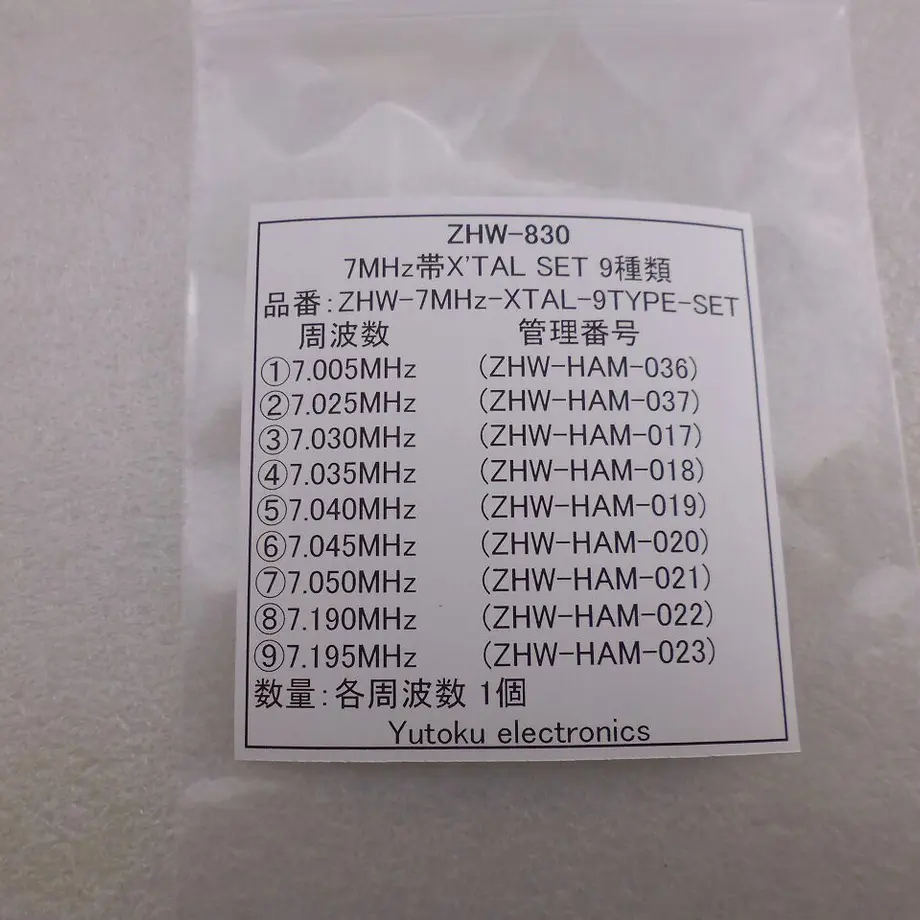 ZHW-830
7MHz帯X'TAL SET 9種類
品番:ZHW-7MHz-XTAL-9TYPE-SET
周波数 管理番号
①7.005MHz (ZHW-HAM-036)
②7.025MHz (ZHW-HAM-037)
③7.030MHz (ZHW-HAM-017)
④7.035MHz (ZHW-HAM-018)
⑤7.040MHz (ZHW-HAM-019)
⑥7.045MHz (ZHW-HAM-020)
⑦7.050MHz (ZHW-HAM-021)
⑧7.190MHz (ZHW-HAM-022)
⑨7.195MHz (ZHW-HAM-023)
数量:各周波数 1個
Yutoku electronics